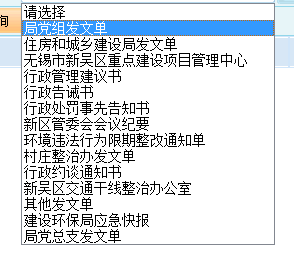 询
请选择
局党组发文单
住房和城乡建设局发文单
无锡市新吴区重点建设项目管理中心
行政管理建议书
行政告诫书
行政处罚事先告知书
新区管委会会议纪要
环境违法行为限期整改通知单
村庄整治办发文单
行政约谈通知书
新吴区交通干线整治办公室
其他发文单
建设环保局应急快报
局党总支发文单